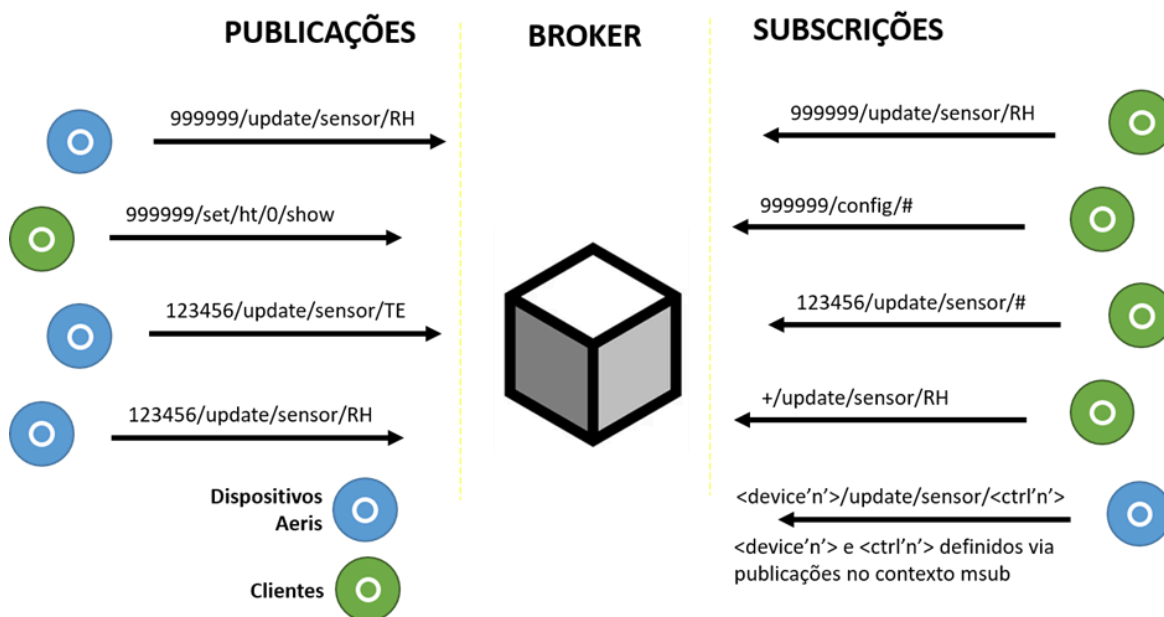 PUBLICAÇÕES
BROKER
SUBSCRIÇÕES
999999/update/sensor/RH
999999/update/sensor/RH
999999/set/ht/0/show
999999/config/#
123456/update/sensor/TE
123456/update/sensor/#
123456/update/sensor/RH
+/update/sensor/RH
Dispositivos
Aeris
<device’n’>/update/sensor/<ctrl’n’>
<device’n’> e <ctrl’n’> definidos via
publicações no contexto msub
Clientes